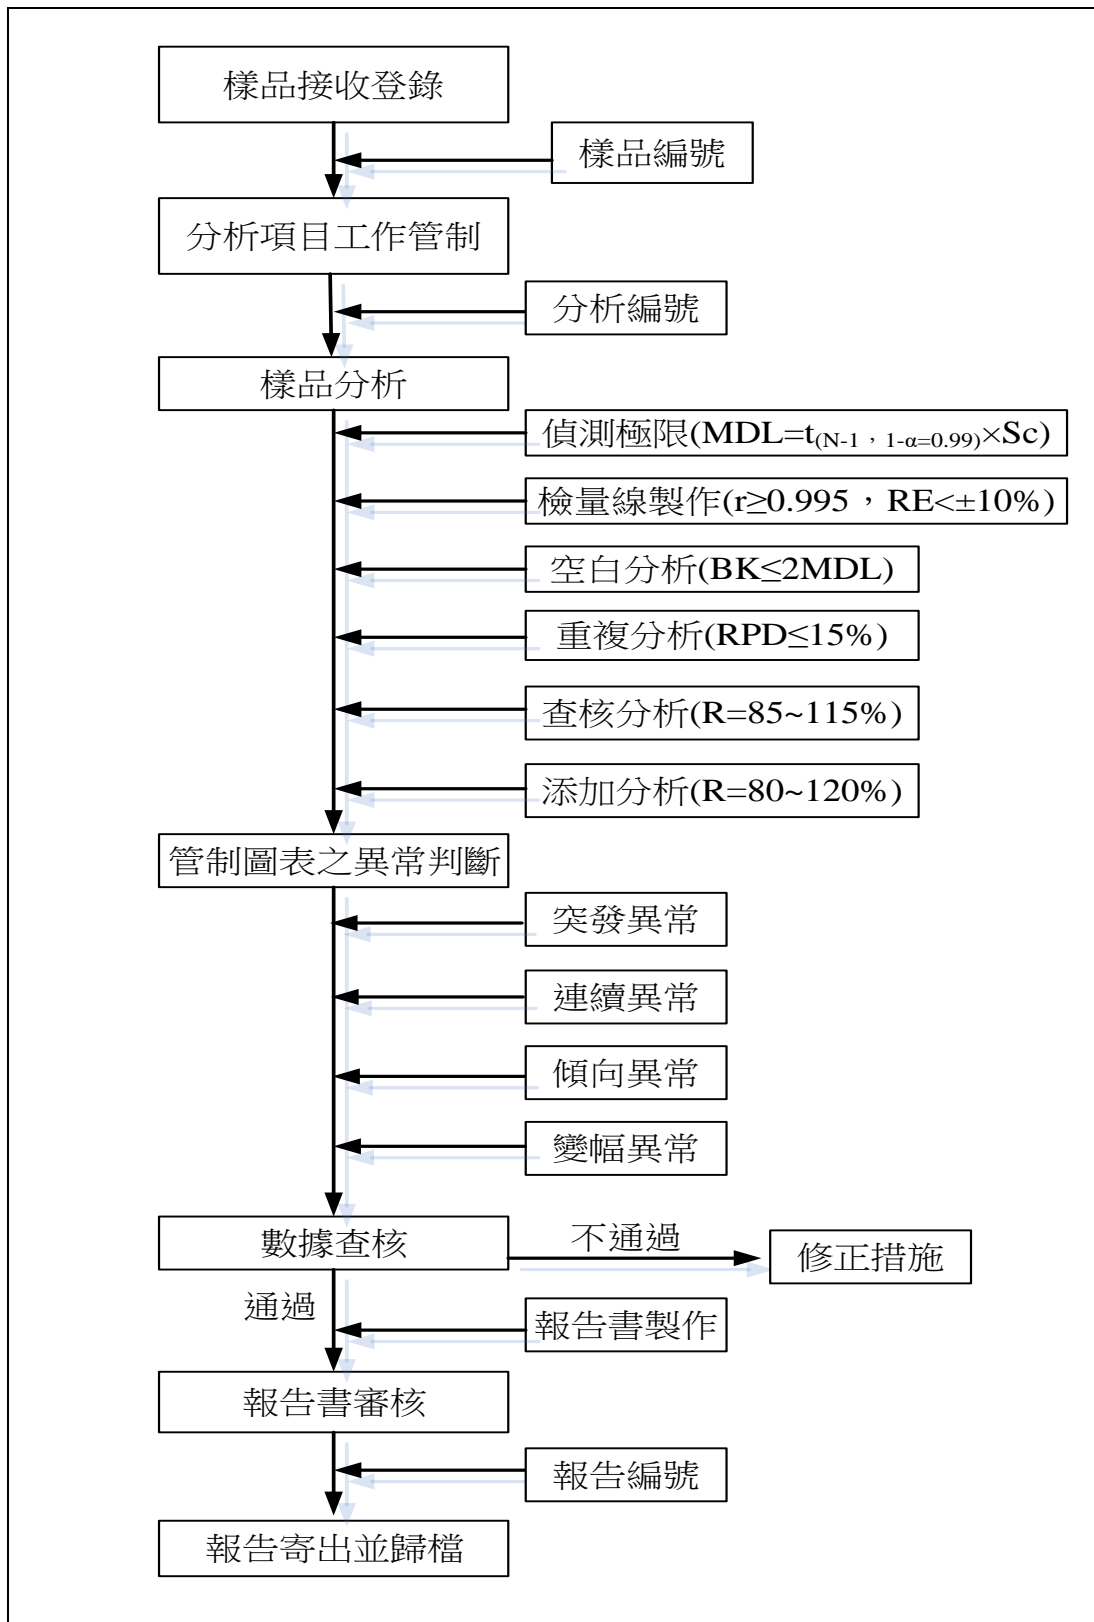 樣品接收登錄
樣品編號
分析項目工作管制
分析編號
樣品分析
偵測極限(MDL=t(N-1，1-α=0.99)×Sc)
檢量線製作(r≥0.995，RE<±10%)
空白分析(BK≤2MDL)
重複分析(RPD≤15%)
查核分析(R=85~115%)
添加分析(R=80~120%)
管制圖表之異常判斷
突發異常
連續異常
傾向異常
變幅異常
數據查核
不通過
修正措施
通過
報告書製作
報告書審核
報告編號
報告寄出並歸檔